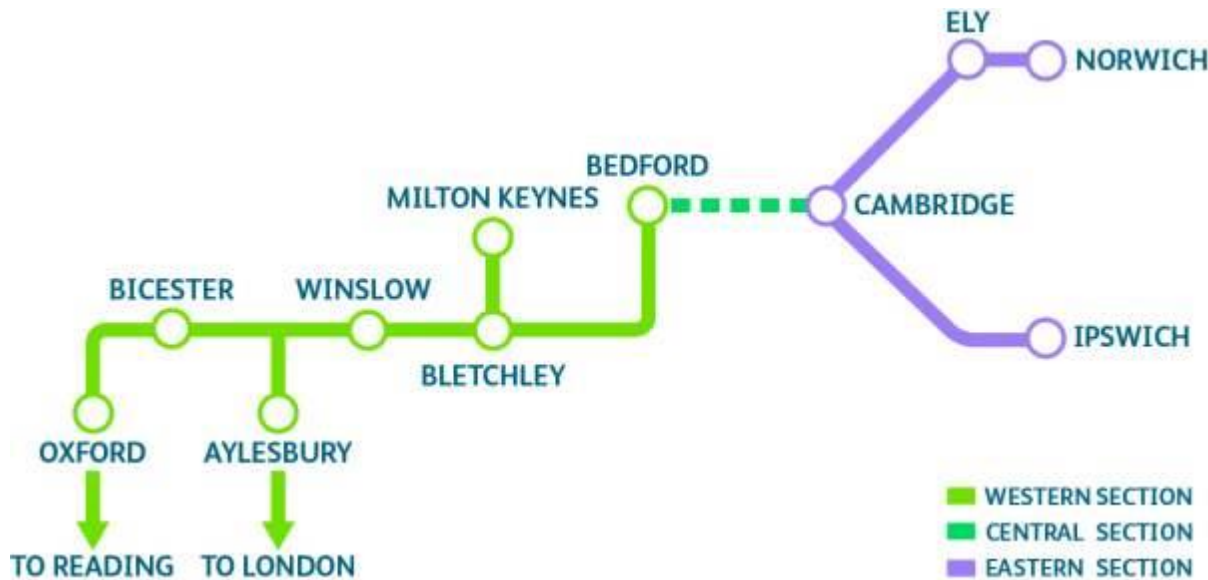 ELY
NORWICH
BEDFORD
MILTON KEYNES
CAMBRIDGE
BICESTER
WINSLOW
BLETCHLEY
IPSWICH
OXFORD
AYLESBURY
TO READING
TO LONDON
WESTERN SECTION
CENTRAL SECTION
EASTERN SECTION